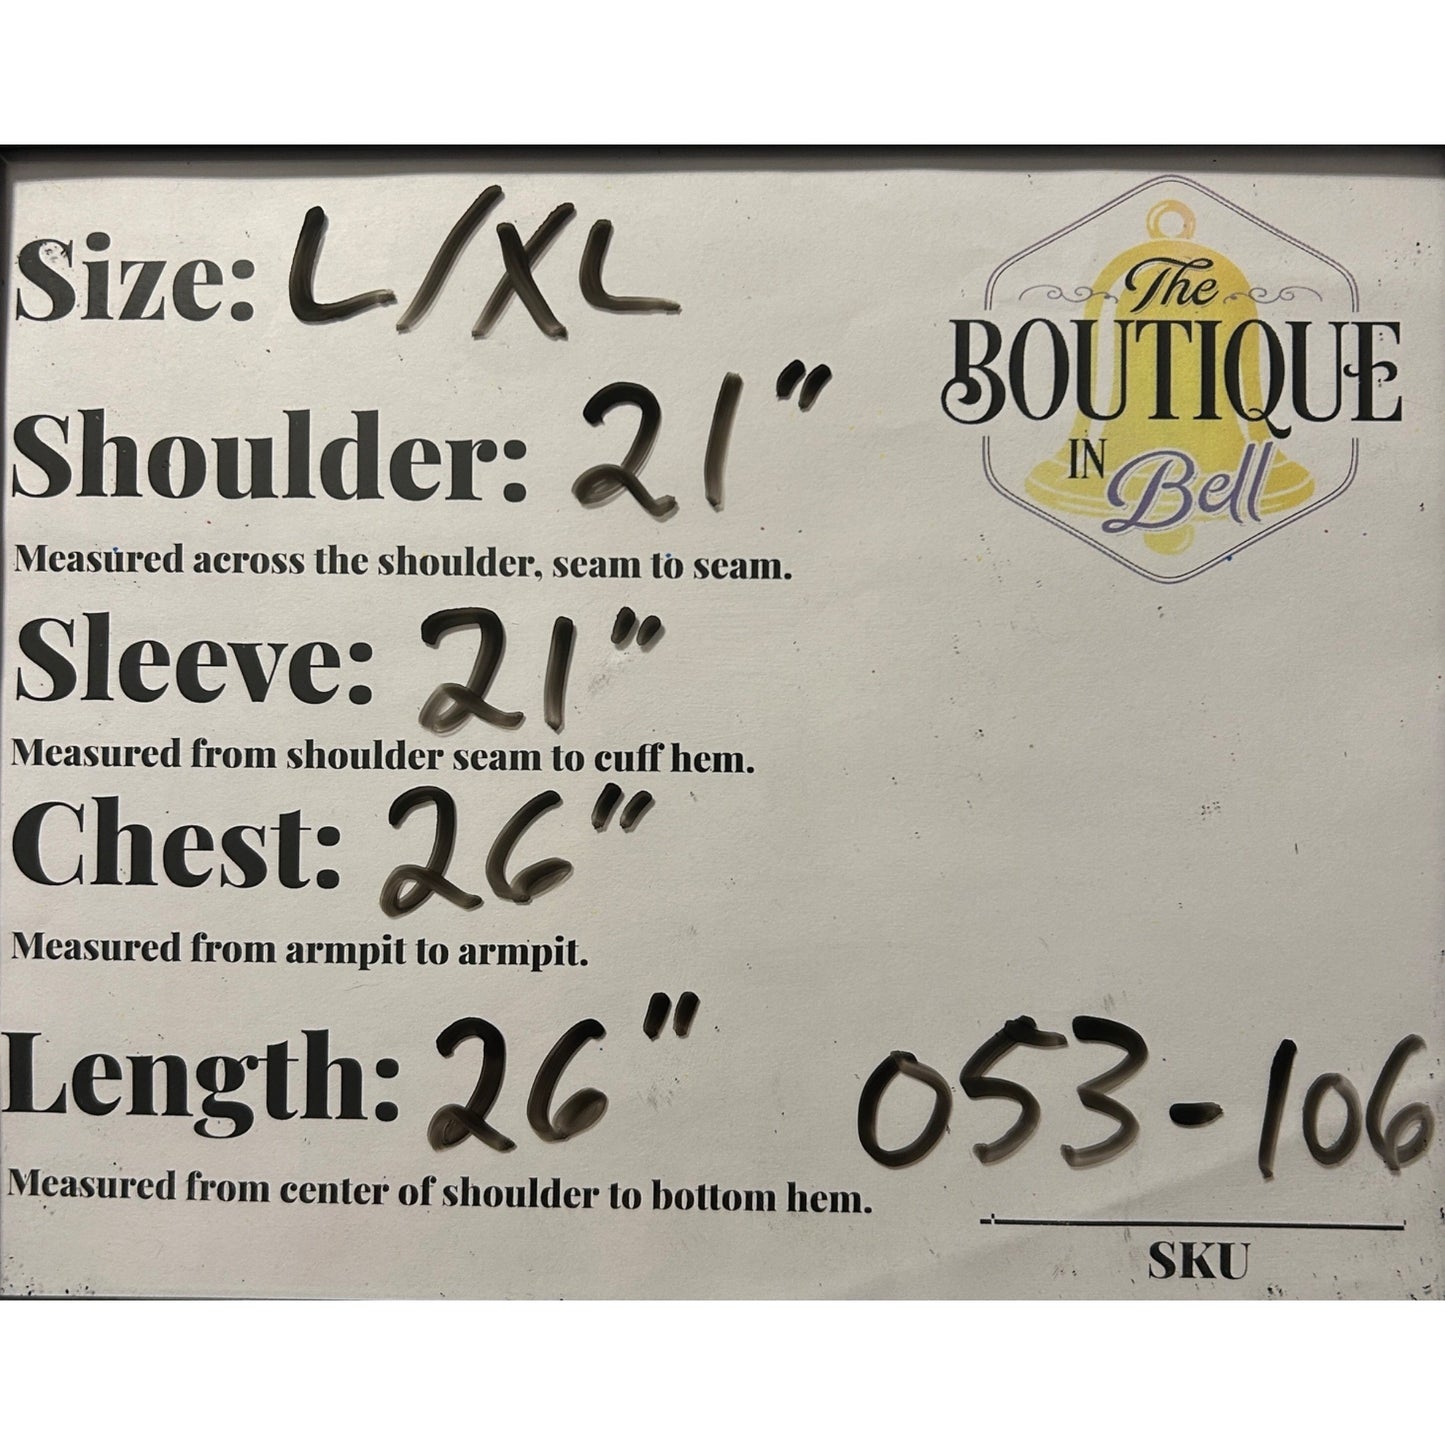 Size: L/XL
The
BOUTIQUE
IN Bell
Shoulder: 21"
Measured across the shoulder, seam to seam.
Sleeve: 21"
Measured from shoulder seam to cuff hem.
Chest: 26"
Measured from armpit to armpit.
Length: 26"
Measured from center of shoulder to bottom hem.
053-106
SKU